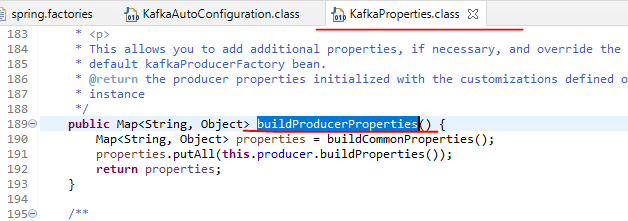 spring.factories KafkaAutoConfiguration.class KafkaProperties.class
183 * <p>
184 * This allows you to add additional properties, if necessary, and override the
185 * default kafkaProducerFactory bean.
186 * @return the producer properties initialized with the customizations defined o
187 * instance
188 */
189 public Map<String, Object> buildProducerProperties() {
190 Map<String, Object> properties = buildCommonProperties();
191 properties.putAll(this.producer.buildProperties());
192 return properties;
193 }
194
195 /**